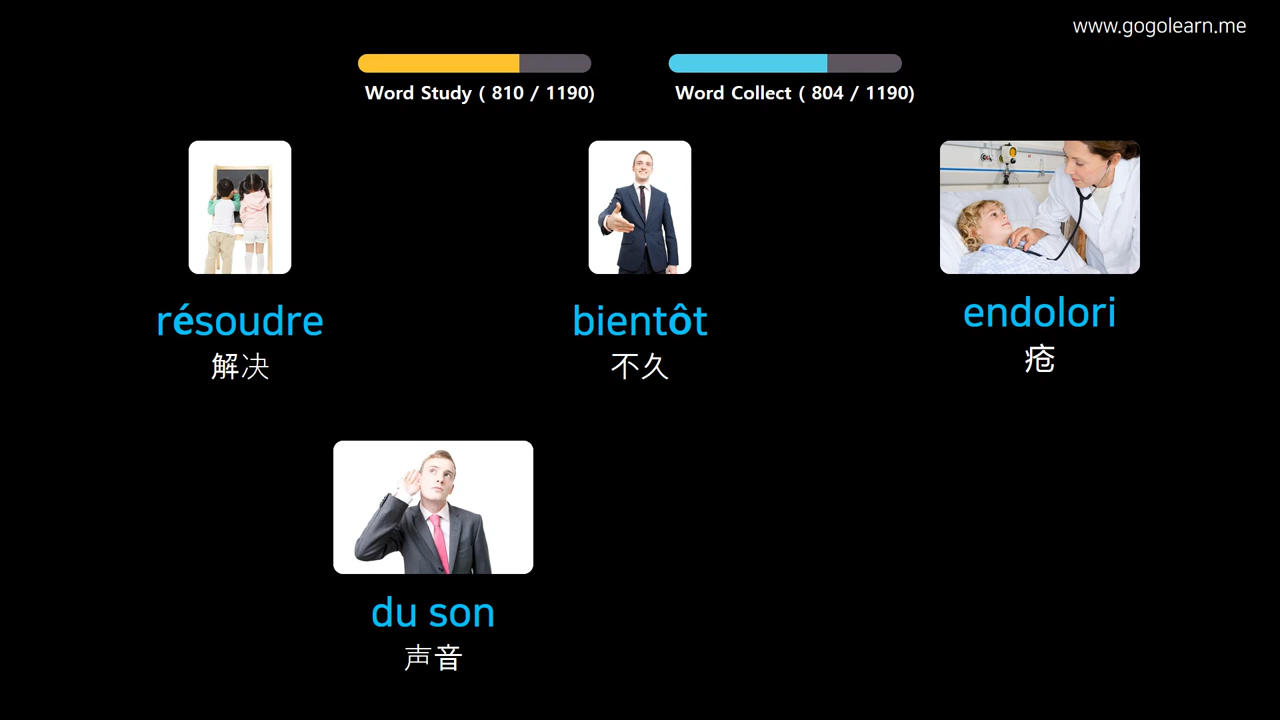 www.gogolearn.me
Word Study ( 810 / 1190)
Word Collect ( 804 / 1190)
résoudre
解决
bientôt
不久
endolori
疮
du son
声音